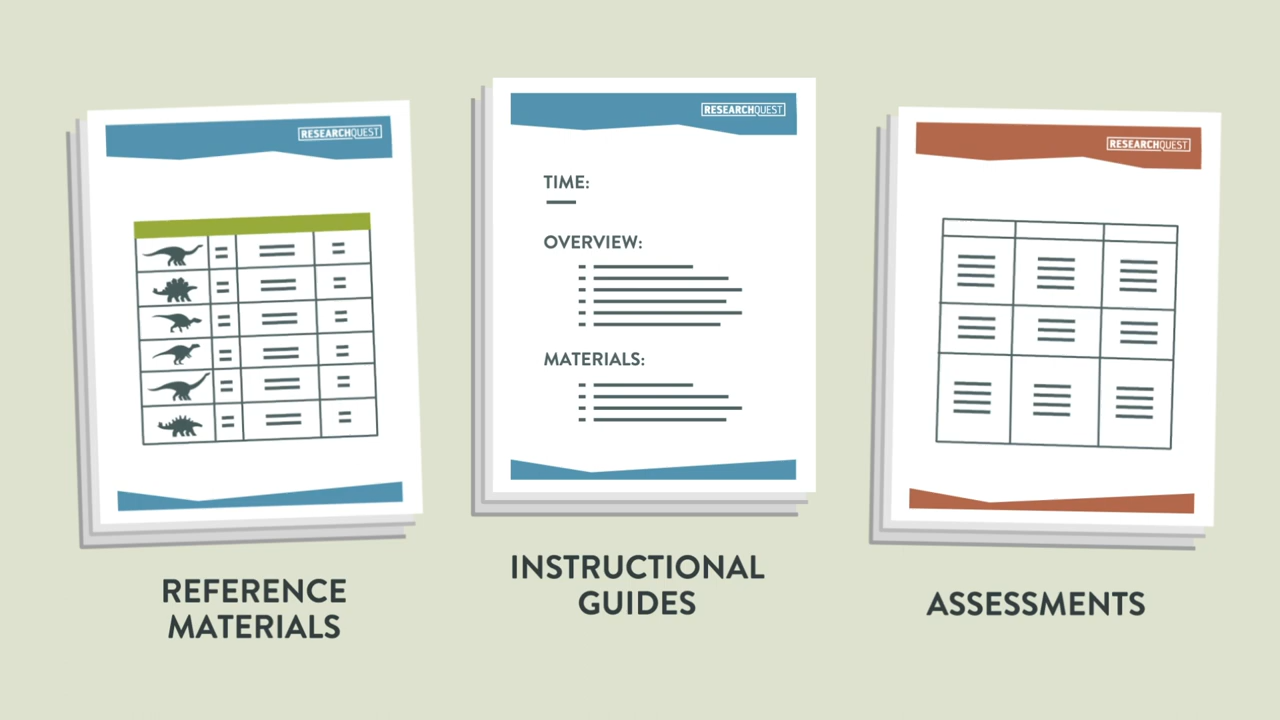 RESEARCHQUEST
REFERENCE
MATERIALS
RESEARCHQUEST
TIME:
OVERVIEW:
MATERIALS:
INSTRUCTIONAL
GUIDES
RESEARCHQUEST
ASSESSMENTS